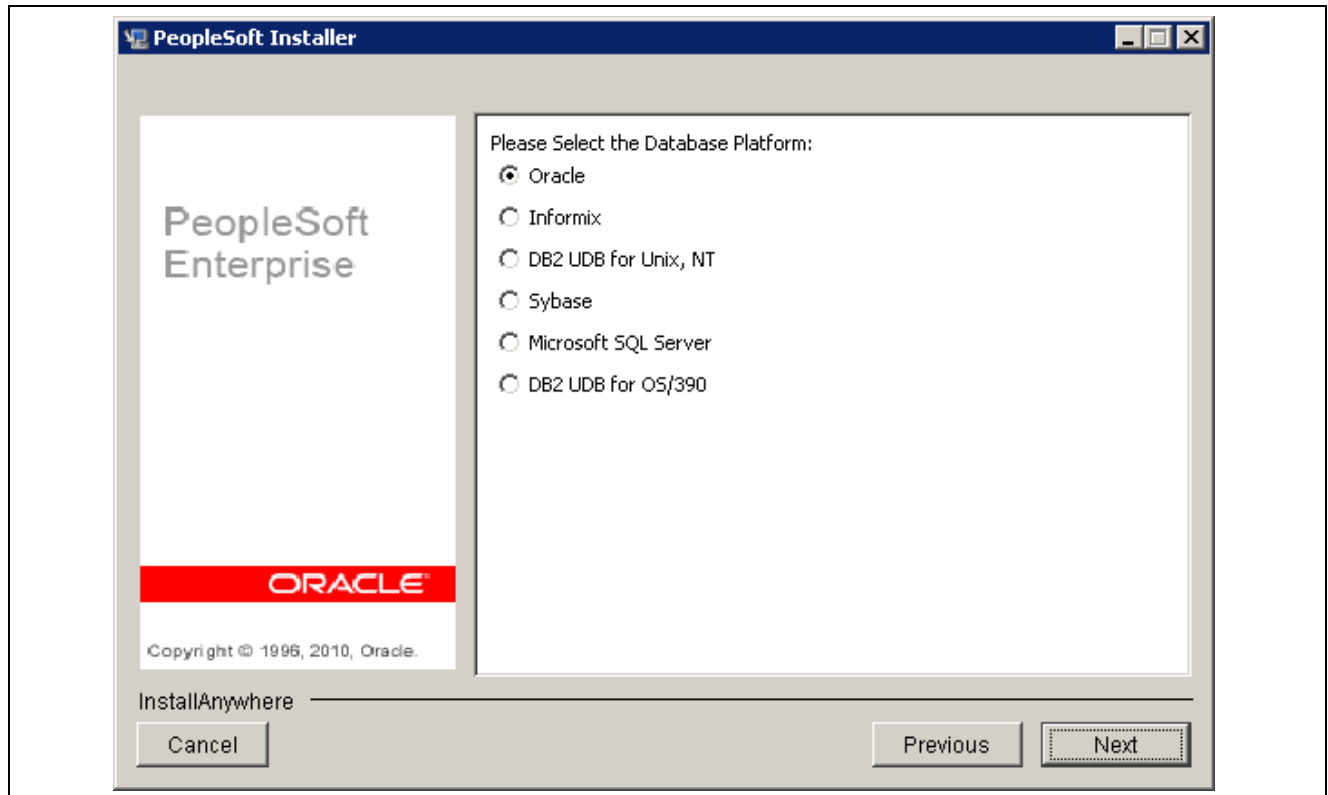 PeopleSoft Installer
PeopleSoft
Enterprise
ORACLE
Copyright © 1996, 2010, Oracle.
Please Select the Database Platform:
Oracle
Informix
DB2 UDB for Unix, NT
Sybase
Microsoft SQL Server
DB2 UDB for OS/390
InstallAnywhere
Cancel
Previous
Next